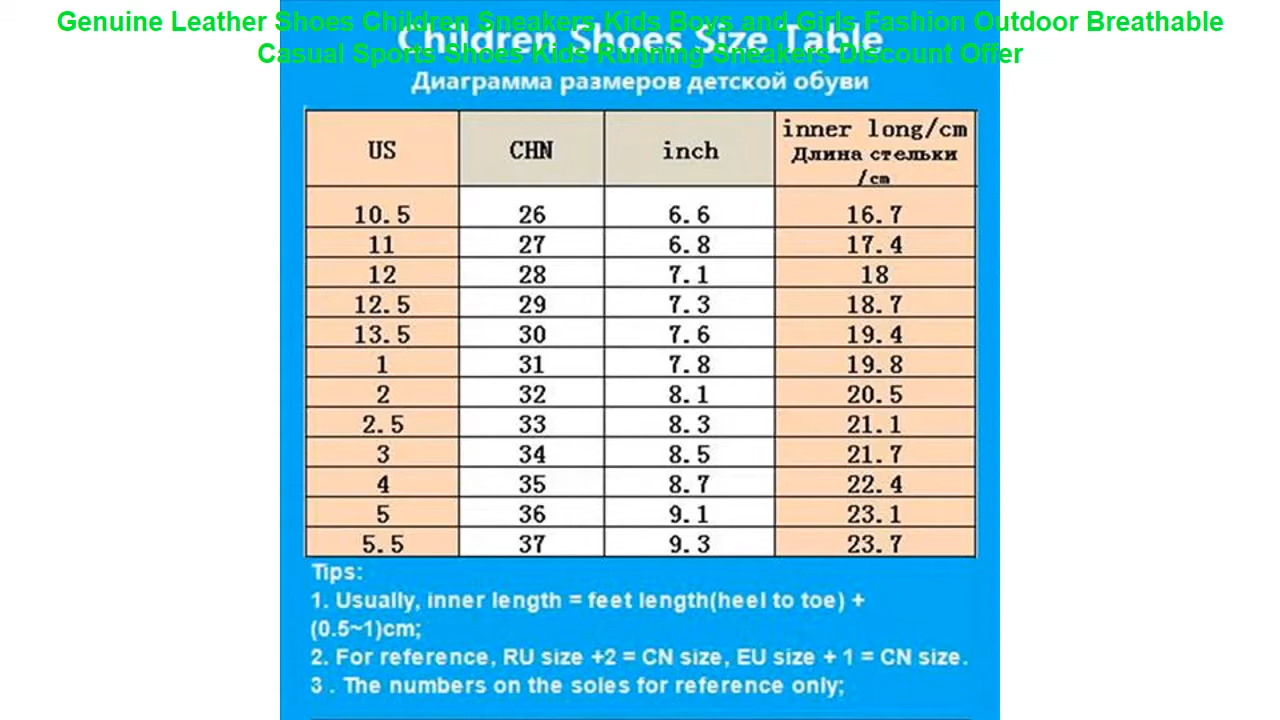 Genuine Leather Shoes Children Sneakers Kids Boys and Girls Fashion Outdoor Breathable
Casual Sports Shoes Kids Running Sneakers Discount Offer
Children Shoes Size Table
Диаграмма размеров детской обуви
US CHN inch inner long/cm
Длина стельки
/cm
10.5 26 6.6 16.7
11 27 6.8 17.4
12 28 7.1 18
12.5 29 7.3 18.7
13.5 30 7.6 19.4
1 31 7.8 19.8
2 32 8.1 20.5
2.5 33 8.3 21.1
3 34 8.5 21.7
4 35 8.7 22.4
5 36 9.1 23.1
5.5 37 9.3 23.7
Tips:
1. Usually, inner length = feet length(heel to toe) +
(0.5~1)cm;
2. For reference, RU size +2 = CN size, EU size + 1 = CN size.
3 . The numbers on the soles for reference only;